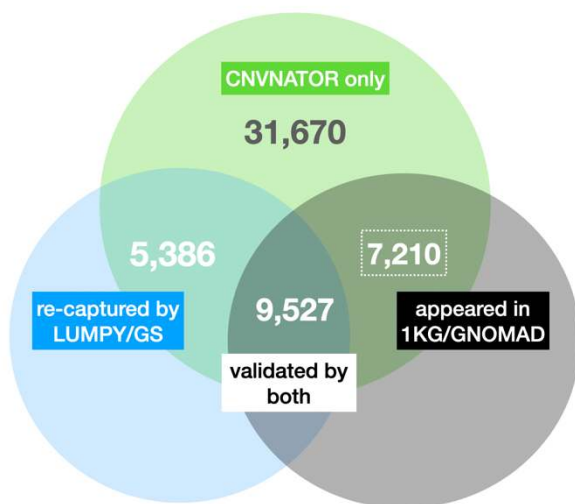 CNVNATOR only
31,670
5,386
7,210
re-captured by
LUMPY/GS
9,527
appeared in
1KG/GNOMAD
validated by
both